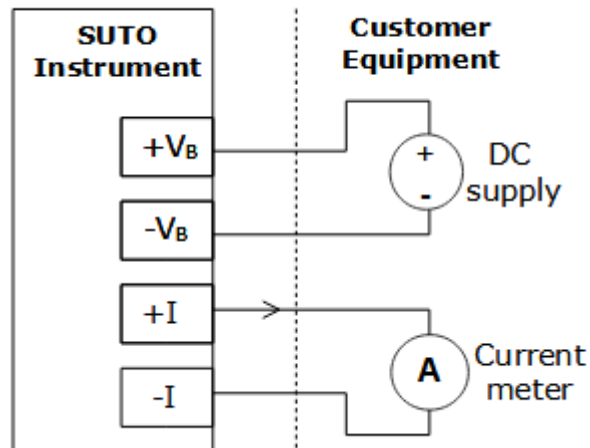 SUTO
Instrument
Customer
Equipment
+VB
-VB
+I
-I
+
-
DC
supply
A
Current
meter